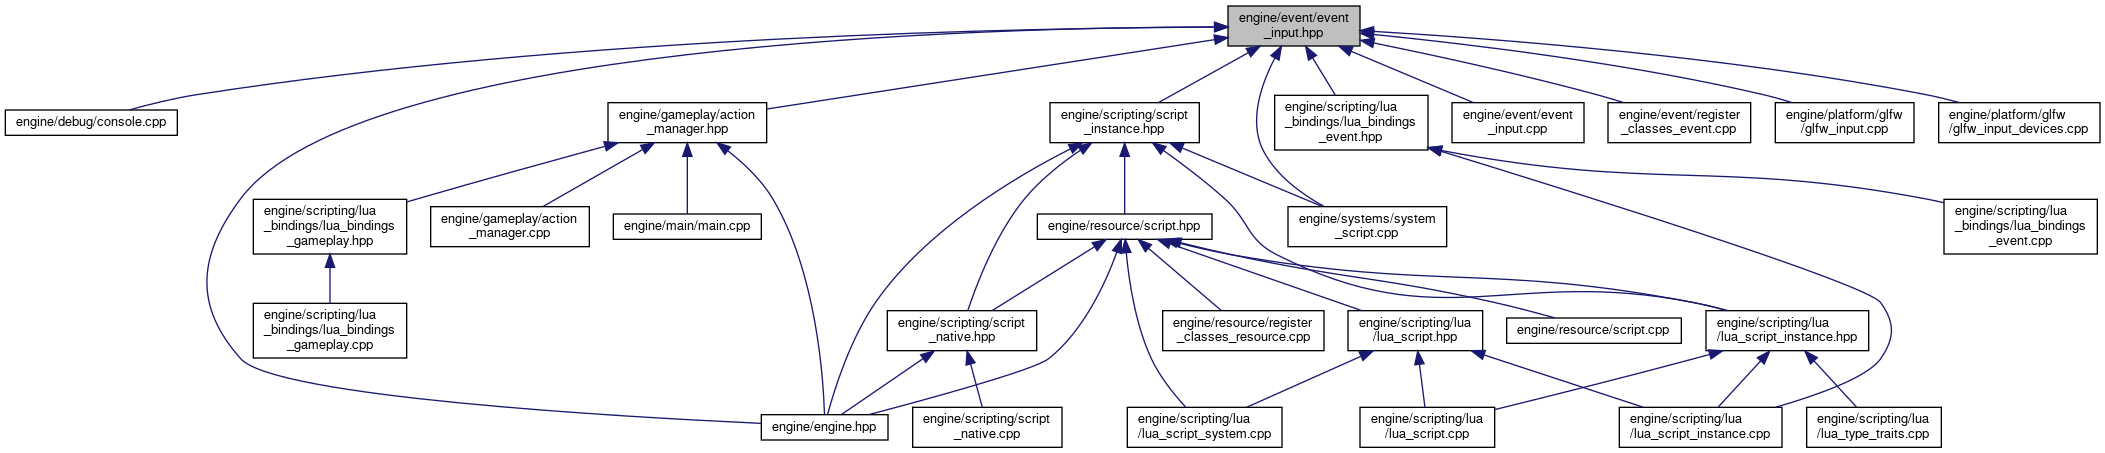 engine/event/event
_input.hpp
engine/debug/console.cpp
engine/gameplay/action
_manager.hpp
engine/scripting/script
_instance.hpp
engine/scripting/lua
_bindings/lua_bindings
_event.hpp
engine/event/event
_input.cpp
engine/event/register
_classes_event.cpp
engine/platform/glfw
/glfw_input.cpp
engine/platform/glfw
/glfw_input_devices.cpp
engine/scripting/lua
_bindings/lua_bindings
_gameplay.hpp
engine/gameplay/action
_manager.cpp
engine/main/main.cpp
engine/resource/script.hpp
engine/systems/system
_script.cpp
engine/scripting/lua
_bindings/lua_bindings
_event.cpp
engine/scripting/lua
_bindings/lua_bindings
_gameplay.cpp
engine/scripting/script
_native.hpp
engine/resource/register
_classes_resource.cpp
engine/scripting/lua
/lua_script.hpp
engine/resource/script.cpp
engine/scripting/lua
/lua_script_instance.hpp
engine/engine.hpp
engine/scripting/script
_native.cpp
engine/scripting/lua
/lua_script_system.cpp
engine/scripting/lua
/lua_script.cpp
engine/scripting/lua
/lua_script_instance.cpp
engine/scripting/lua
/lua_type_traits.cpp